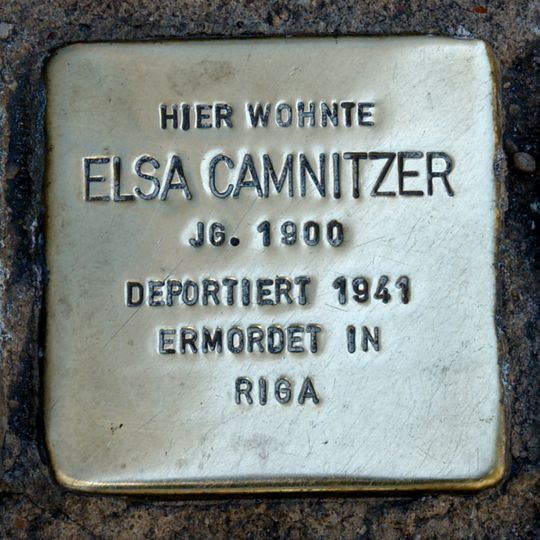 HIER WOHNTE
ELSA CAMNITZER
JG. 1900
DEPORTIERT 1941
ERMORDET IN
RIGA